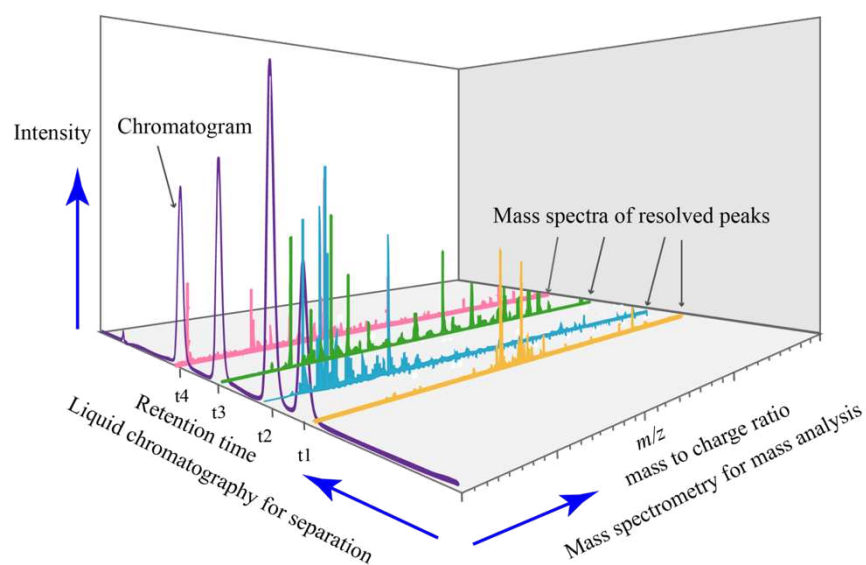 Chromatogram
Intensity
Mass spectra of resolved peaks
t4
t3
t2
t1
Retention time
Liquid chromatography for separation
m/z
mass to charge ratio
Mass spectrometry for mass analysis